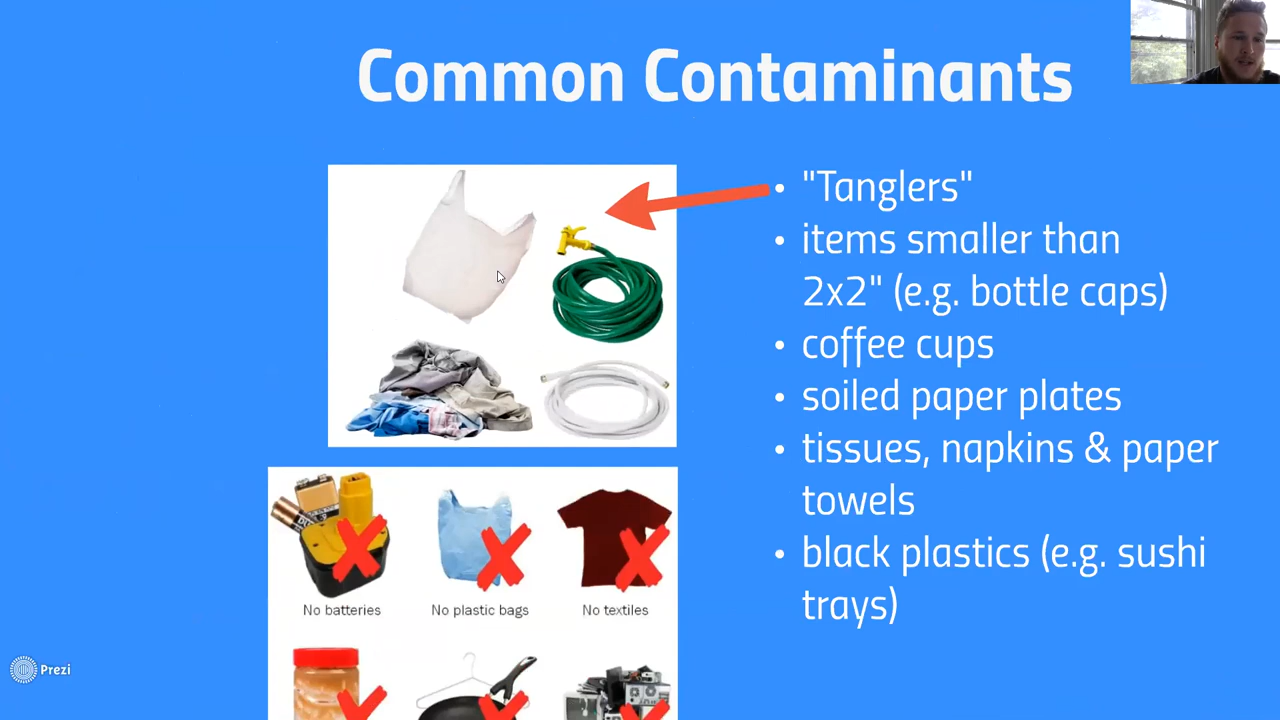 Common Contaminants
• "Tanglers"
• items smaller than
2x2" (e.g. bottle caps)
• coffee cups
• soiled paper plates
• tissues, napkins & paper
towels
• black plastics (e.g. sushi
trays)
No batteries
No plastic bags
No textiles
Prezi